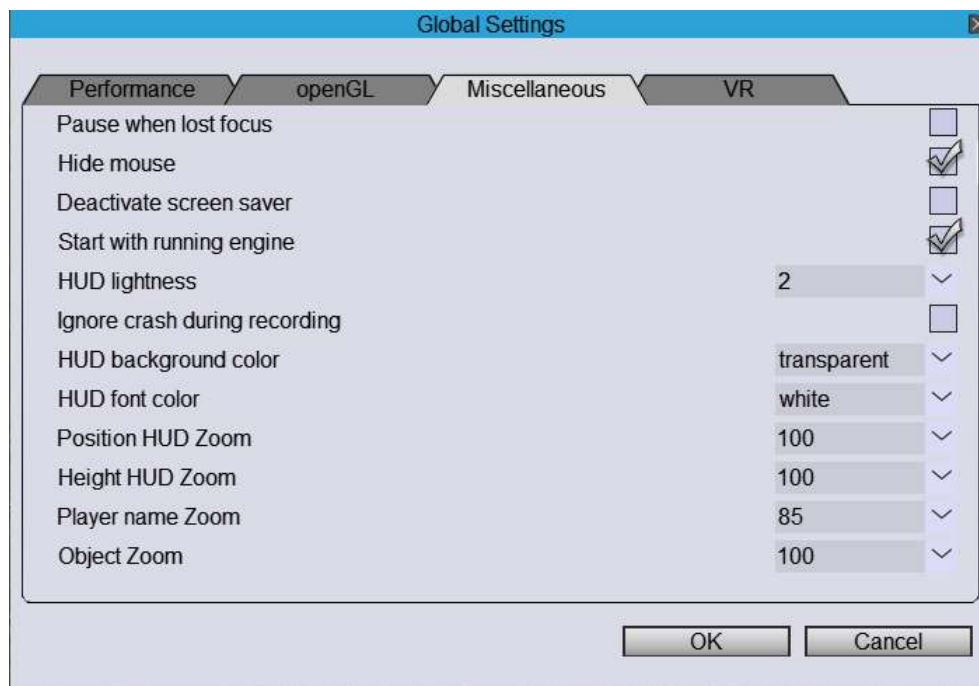 Global Settings
Performance openGL Miscellaneous VR
Pause when lost focus
Hide mouse
Deactivate screen saver
Start with running engine
HUD lightness 2
Ignore crash during recording
HUD background color transparent
HUD font color white
Position HUD Zoom 100
Height HUD Zoom 100
Player name Zoom 85
Object Zoom 100
OK Cancel